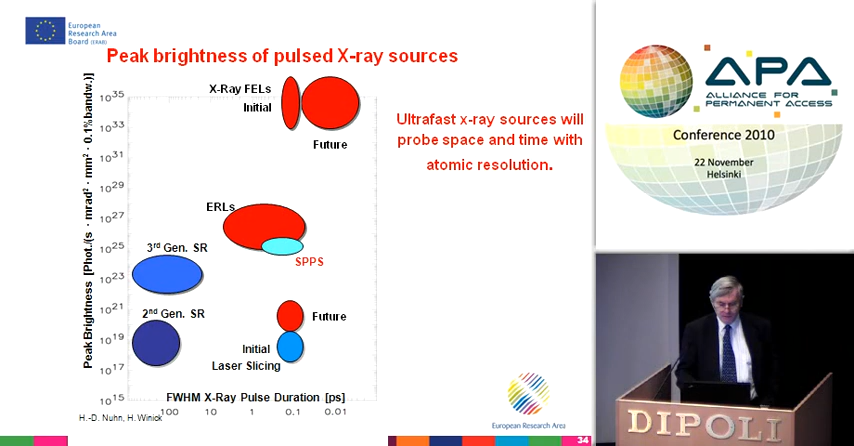 European
Research Area
Board (ERAB)
Peak brightness of pulsed X-ray sources
Peak Brightness [Phot./(s · mrad² · mm² · 0.1%bandw.)]
10³⁵
10³³
10³¹
10²⁹
10²⁷
10²⁵
10²³
10²¹
10¹⁹
10¹⁷
10¹⁵
X-Ray FELs
Initial
Future
ERLs
SPPS
3rd Gen. SR
2nd Gen. SR
Future
Initial
Laser Slicing
FWHM X-Ray Pulse Duration [ps]
100 10 1 0.1 0.01
H.-D. Nuhn, H. Winick
Ultrafast x-ray sources will
probe space and time with
atomic resolution.
European Research Area
34
APA
ALLIANCE FOR
PERMANENT ACCESS
Conference 2010
22 November
Helsinki
DIPOLI